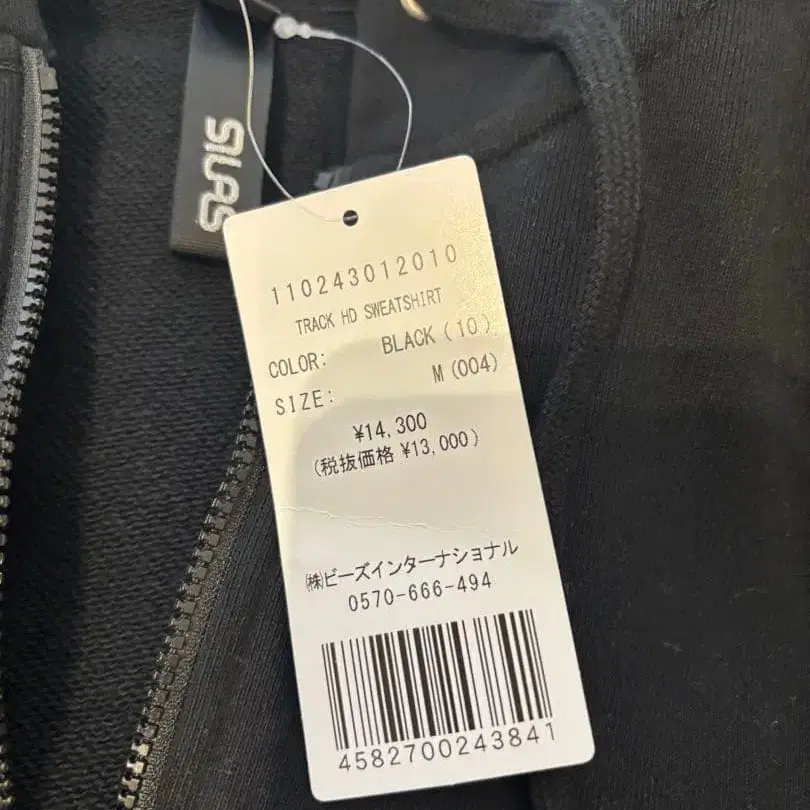 SILAS
110243012010
TRACK HD SWEATSHIRT
COLOR: BLACK(10)
SIZE: M(004)
¥14,300
(税抜価格 ¥13,000)
㈱ビーズインターナショナル
0570-666-494
4582700243841